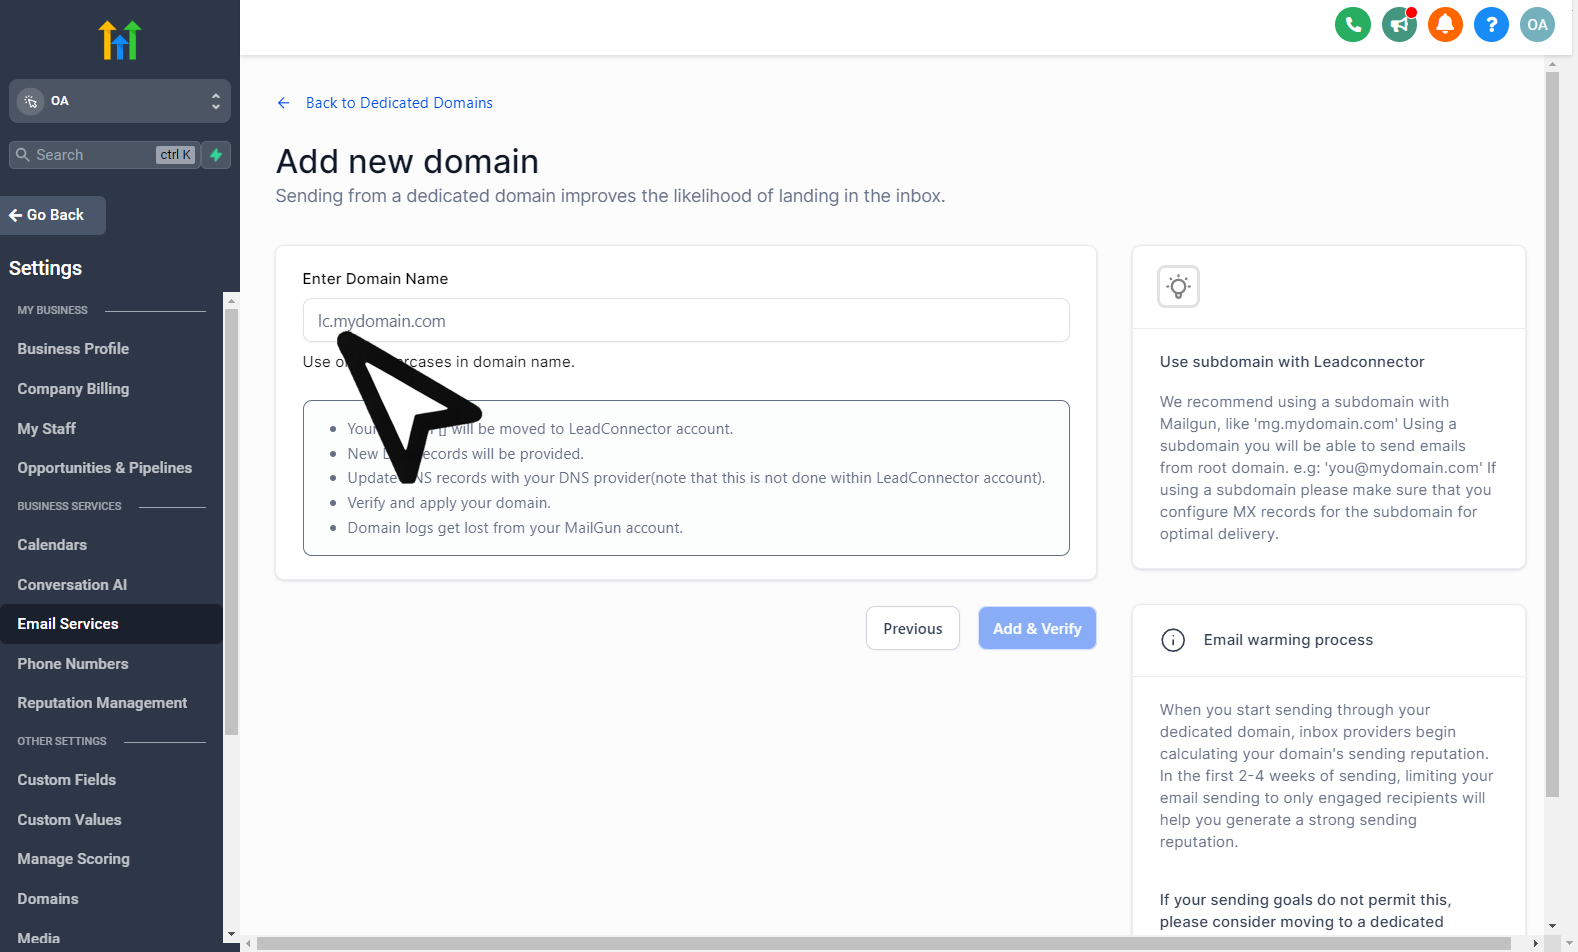 OA
Search
ctrl K
Go Back
Settings
MY BUSINESS
Business Profile
Company Billing
My Staff
Opportunities & Pipelines
BUSINESS SERVICES
Calendars
Conversation AI
Email Services
Phone Numbers
Reputation Management
OTHER SETTINGS
Custom Fields
Custom Values
Manage Scoring
Domains
Media
?
OA
Back to Dedicated Domains
Add new domain
Sending from a dedicated domain improves the likelihood of landing in the inbox.
Enter Domain Name
lc.mydomain.com
Use in domain name.
Your [] will be moved to LeadConnector account.
New will be provided.
Update records with your DNS provider(note that this is not done within LeadConnector account).
Verify and apply your domain.
Domain logs get lost from your MailGun account.
Previous
Add & Verify
Use subdomain with Leadconnector
We recommend using a subdomain with
Mailgun, like 'mg.mydomain.com' Using a
subdomain you will be able to send emails
from root domain. e.g: 'you@mydomain.com' If
using a subdomain please make sure that you
configure MX records for the subdomain for
optimal delivery.
Email warming process
When you start sending through your
dedicated domain, inbox providers begin
calculating your domain's sending reputation.
In the first 2-4 weeks of sending, limiting your
email sending to only engaged recipients will
help you generate a strong sending
reputation.
If your sending goals do not permit this,
please consider moving to a dedicated